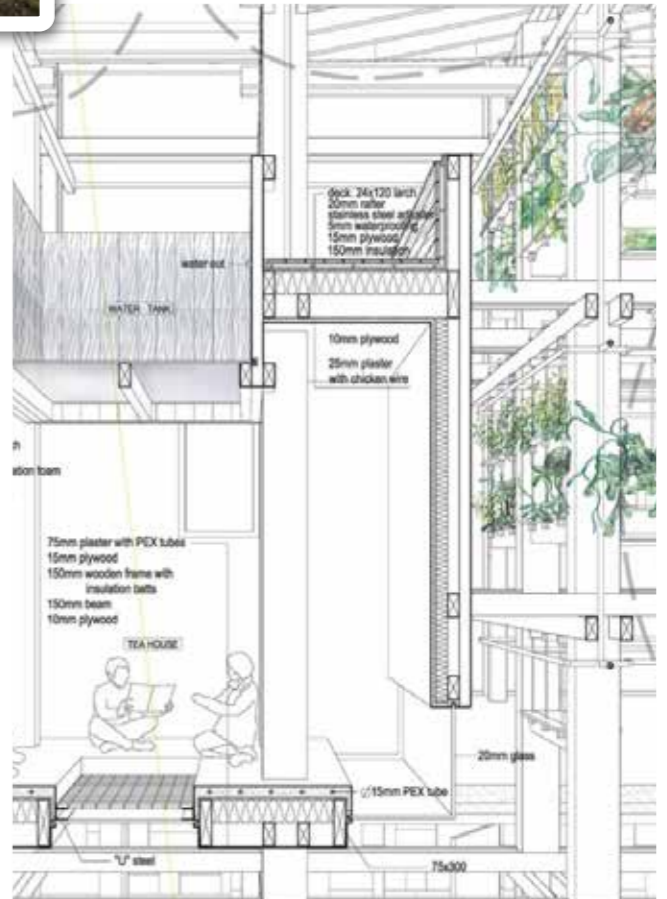 deck: 24x120 larch
20mm rafter
stainless steel
5mm waterproofing
15mm plywood
150mm insulation
water out
WATER TANK
10mm plywood
25mm plaster
with chicken wire
ation foam
75mm plaster with PEX tubes
15mm plywood
150mm wooden frame with
insulation batts
150mm beam
10mm plywood
TEA HOUSE
20mm glass
∅15mm PEX tube
"U" steel
75x300